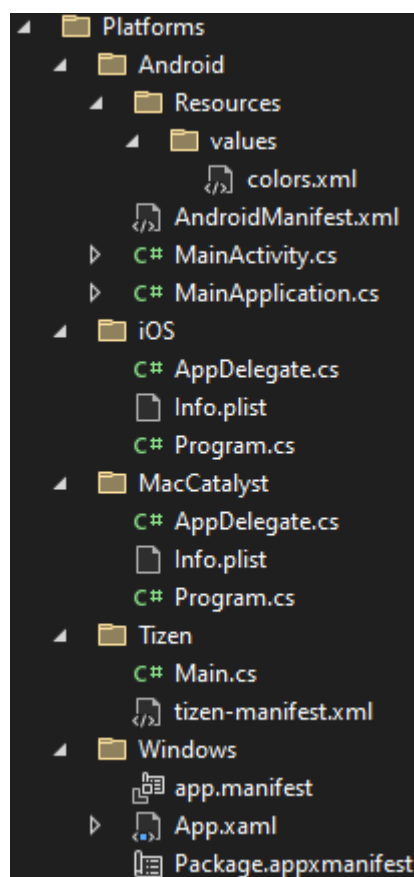 Platforms
Android
Resources
values
colors.xml
AndroidManifest.xml
C# MainActivity.cs
C# MainApplication.cs
iOS
C# AppDelegate.cs
Info.plist
C# Program.cs
MacCatalyst
C# AppDelegate.cs
Info.plist
C# Program.cs
Tizen
C# Main.cs
tizen-manifest.xml
Windows
app.manifest
App.xaml
Package.appxmanifest